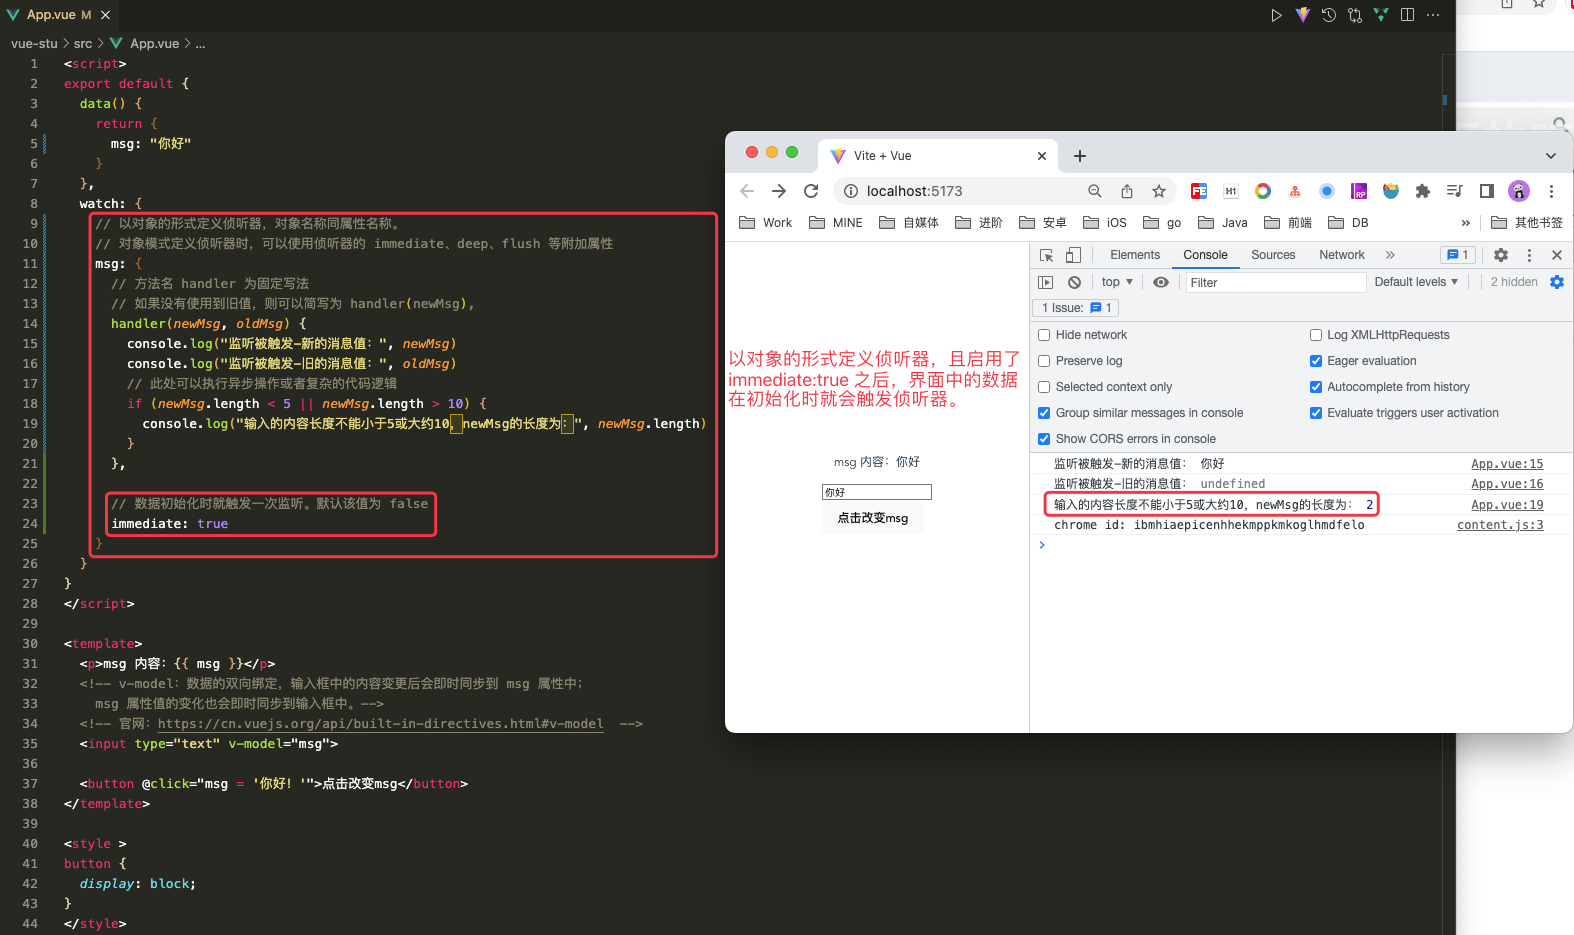 App.vue M
vue-stu > src > App.vue > ...
1 <script>
2 export default {
3 data() {
4 return {
5 msg: "你好"
6 }
7 },
8 watch: {
9 // 以对象的形式定义侦听器，对象名称同属性名称。
10 // 对象模式定义侦听器时，可以使用侦听器的 immediate、deep、flush 等附加属性
11 msg: {
12 // 方法名 handler 为固定写法
13 // 如果没有使用到旧值，则可以简写为 handler(newMsg),
14 handler(newMsg, oldMsg) {
15 console.log("监听被触发-新的消息值：", newMsg)
16 console.log("监听被触发-旧的消息值：", oldMsg)
17 // 此处可以执行异步操作或者复杂的代码逻辑
18 if (newMsg.length < 5 || newMsg.length > 10) {
19 console.log("输入的内容长度不能小于5或大约10，newMsg的长度为：", newMsg.length)
20 }
21 },
22
23 // 数据初始化时就触发一次监听。默认该值为 false
24 immediate: true
25 }
26 }
27 }
28 </script>
29
30 <template>
31 <p>msg 内容：{{ msg }}</p>
32 <!-- v-model：数据的双向绑定，输入框中的内容变更后会即时同步到 msg 属性中；
33 msg 属性值的变化也会即时同步到输入框中。-->
34 <!-- 官网：https://cn.vuejs.org/api/built-in-directives.html#v-model -->
35 <input type="text" v-model="msg">
36
37 <button @click="msg = '你好！'">点击改变msg</button>
38 </template>
39
40 <style >
41 button {
42 display: block;
43 }
44 </style>
Vite + Vue
localhost:5173
FE H1 RP
Work MINE 自媒体 进阶 安卓 iOS go Java 前端 DB » 其他书签
以对象的形式定义侦听器，且启用了
immediate:true 之后，界面中的数据
在初始化时就会触发侦听器。
msg 内容：你好
你好
点击改变msg
Elements Console Sources Network » 1
top ▼ Filter Default levels ▼ 2 hidden
1 Issue: 1
Hide network Log XMLHttpRequests
Preserve log Eager evaluation
Selected context only Autocomplete from history
Group similar messages in console Evaluate triggers user activation
Show CORS errors in console
监听被触发-新的消息值： 你好 App.vue:15
监听被触发-旧的消息值： undefined App.vue:16
输入的内容长度不能小于5或大约10，newMsg的长度为： 2 App.vue:19
chrome id: ibmhiaepicenhhekmppkmkoglhmdfelo content.js:3